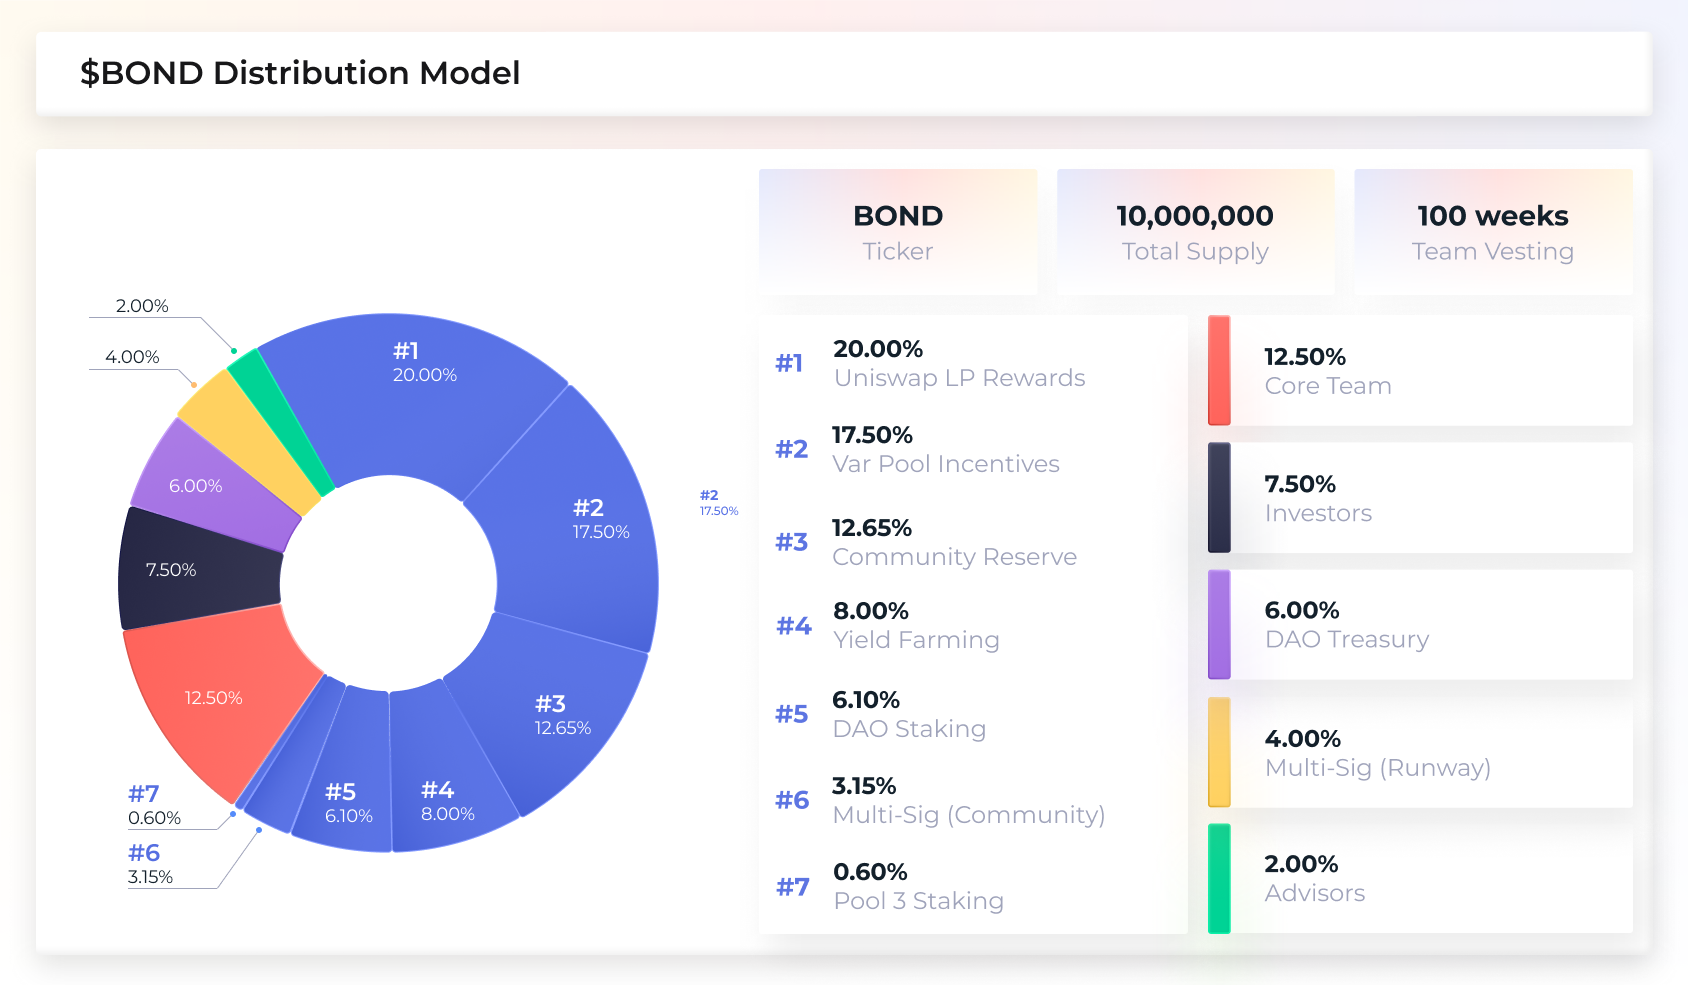 $BOND Distribution Model
BOND
Ticker
10,000,000
Total Supply
100 weeks
Team Vesting
2.00%
4.00%
6.00%
7.50%
12.50%
#7
0.60%
#6
3.15%
#5
6.10%
#4
8.00%
#3
12.65%
#2
17.50%
#1
20.00%
#2
17.50%
#1
20.00%
Uniswap LP Rewards
#2
17.50%
Var Pool Incentives
#3
12.65%
Community Reserve
#4
8.00%
Yield Farming
#5
6.10%
DAO Staking
#6
3.15%
Multi-Sig (Community)
#7
0.60%
Pool 3 Staking
12.50%
Core Team
7.50%
Investors
6.00%
DAO Treasury
4.00%
Multi-Sig (Runway)
2.00%
Advisors